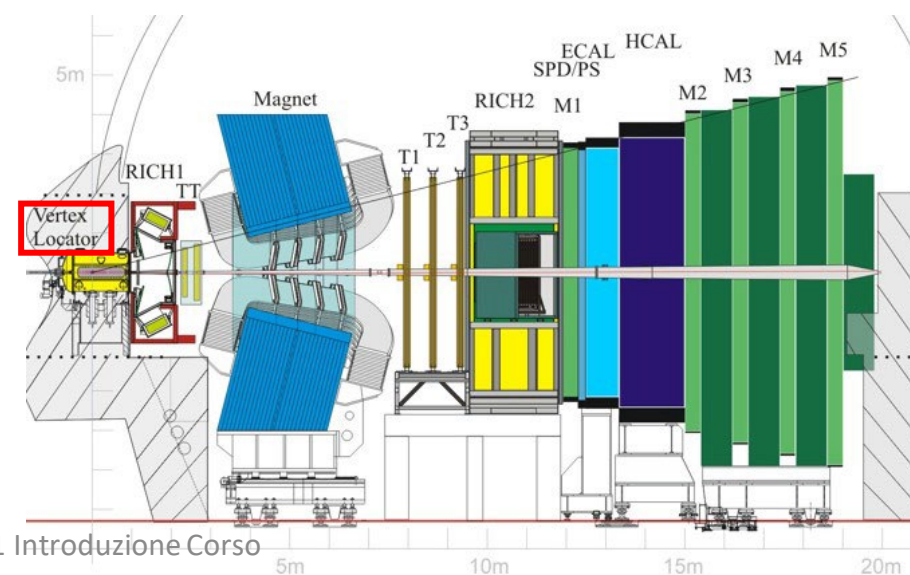 5m
Magnet
SPD/PS
ECAL
HCAL
RICH2
M1
M2
M3
M4
M5
T1
T2
T3
RICH1
TT
Vertex
Locator
Introduzione Corso
5m
10m
15m
20m